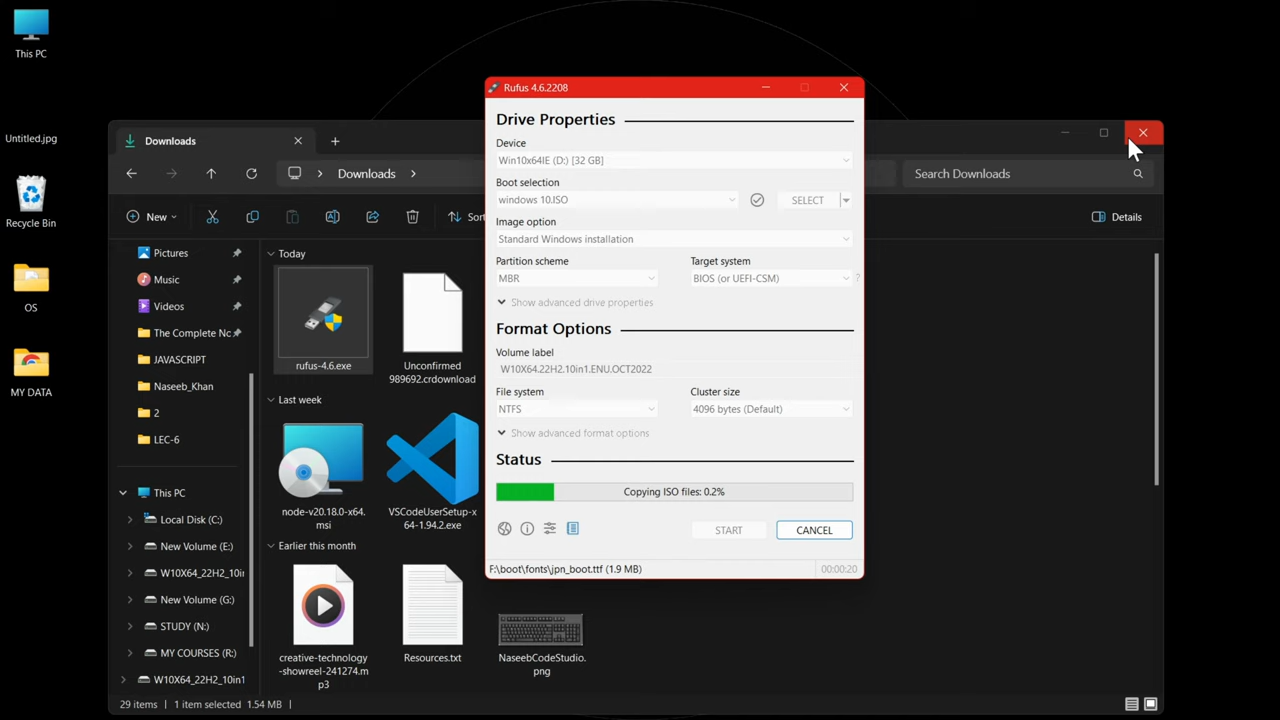 This PC
Untitled.jpg
Recycle Bin
OS
MY DATA
Downloads
Downloads
Search Downloads
New
Sort
Details
Pictures
Music
Videos
The Complete Nc
JAVASCRIPT
Naseeb_Khan
2
LEC-6
This PC
Local Disk (C:)
New Volume (E:)
W10X64_22H2_10i
New Volume (G:)
STUDY (N:)
MY COURSES (R:)
W10X64_22H2_10in1
Today
rufus-4.6.exe
Unconfirmed
989692.crdownload
Last week
node-v20.18.0-x64.
msi
VSCodeUserSetup-x
64-1.94.2.exe
Earlier this month
creative-technology
-showreel-241274.m
p3
Resources.txt
NaseebCodeStudio.
png
29 items
1 item selected 1.54 MB
Rufus 4.6.2208
Drive Properties
Device
Win10x64IE (D:) [32 GB]
Boot selection
windows 10.ISO
SELECT
Image option
Standard Windows installation
Partition scheme
Target system
MBR
BIOS (or UEFI-CSM)
?
Show advanced drive properties
Format Options
Volume label
W10X64.22H2.10in1.ENU.OCT2022
File system
Cluster size
NTFS
4096 bytes (Default)
Show advanced format options
Status
Copying ISO files: 0.2%
START
CANCEL
F:\boot\fonts\jpn_boot.ttf (1.9 MB)
00:00:20